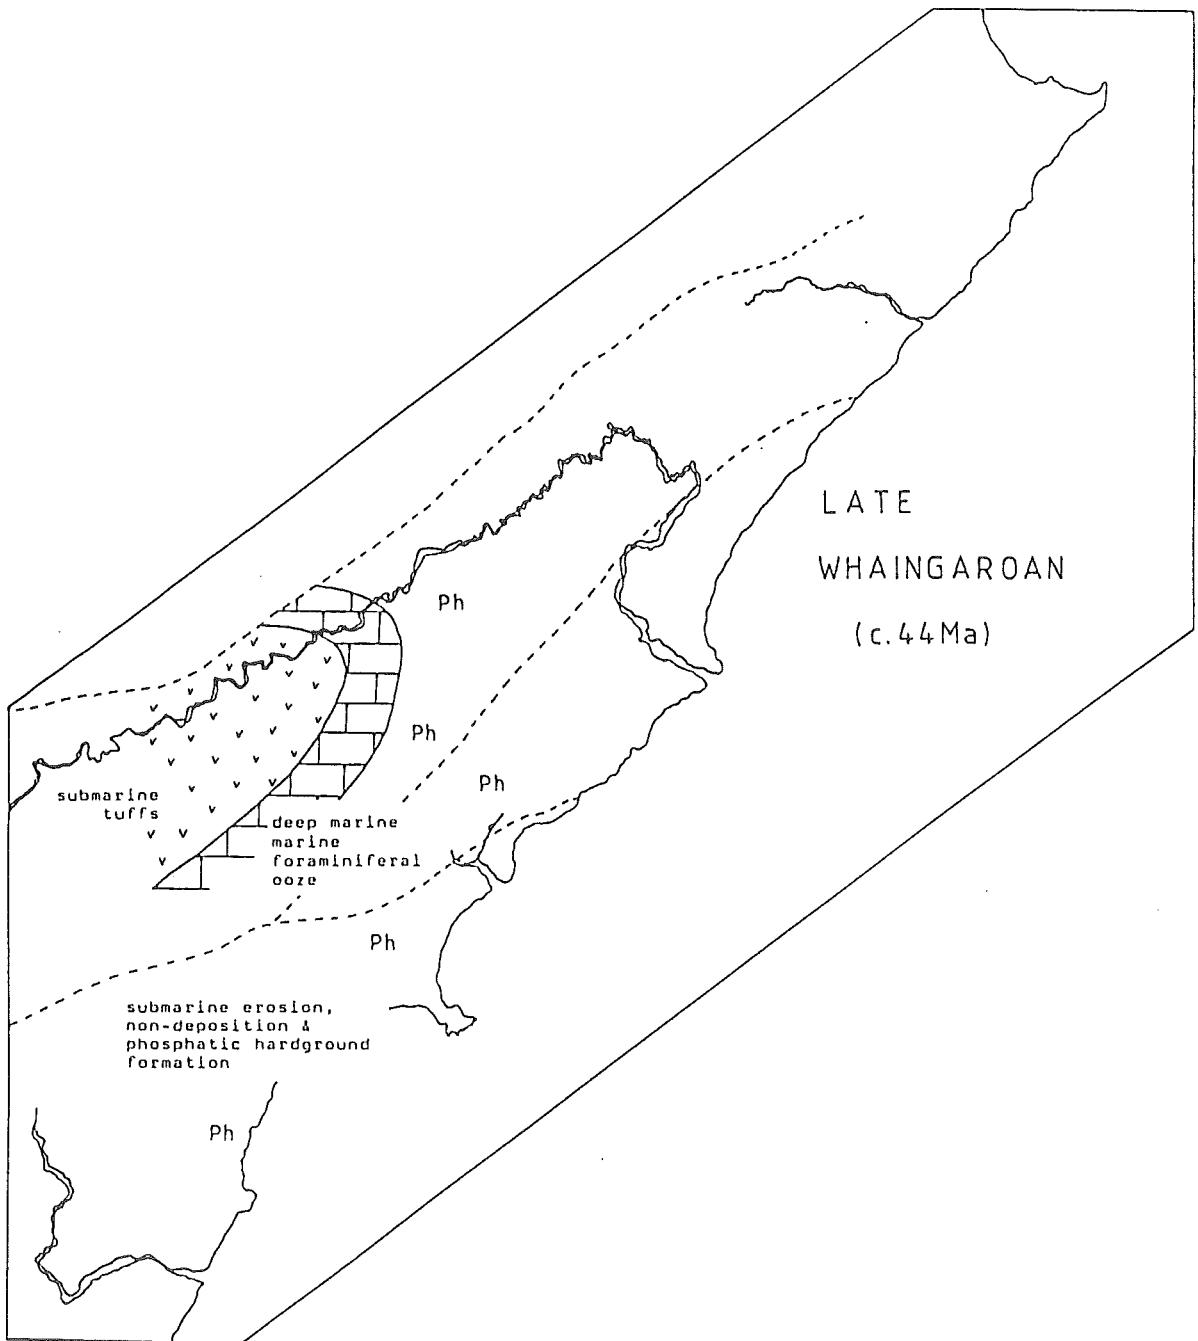 LATE
WHAINGAROAN
(c.44Ma)
Ph
Ph
Ph
submarine
tuffs
deep marine
marine
foraminiferal
ooze
Ph
submarine erosion,
non-deposition &
phosphatic hardground
formation
Ph